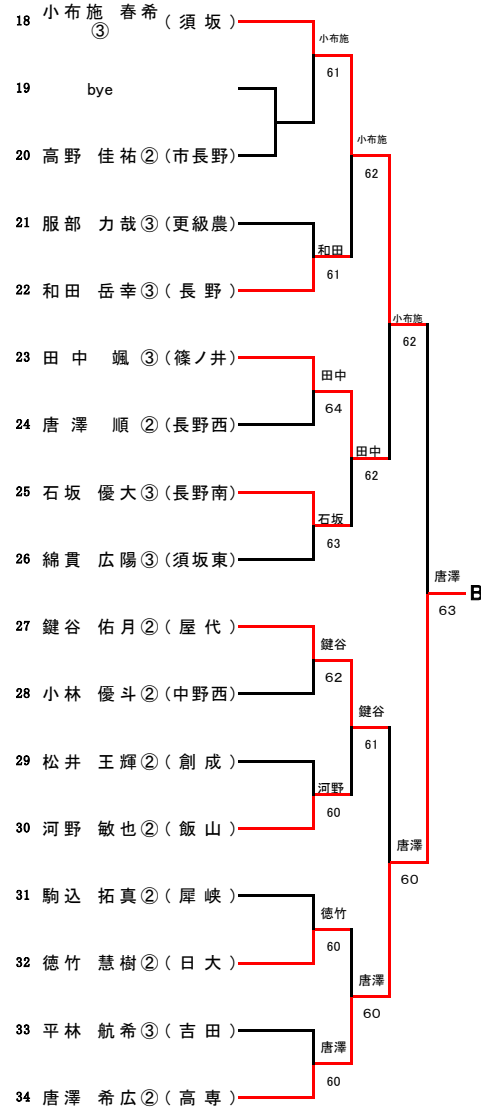 18 小布施 春希③ (須坂)
19 bye
20 高野 佳祐② (市長野)
21 服部 力哉③ (更級農)
22 和田 岳幸③ (長野)
23 田中 颯③ (篠ノ井)
24 唐澤 順② (長野西)
25 石坂 優大③ (長野南)
26 綿貫 広陽③ (須坂東)
27 鍵谷 佑月② (屋代)
28 小林 優斗② (中野西)
29 松井 王輝② (創成)
30 河野 敏也② (飯山)
31 駒込 拓真② (犀峡)
32 徳竹 慧樹② (日大)
33 平林 航希③ (吉田)
34 唐澤 希広② (高専)
小布施
61
和田
61
田中
64
石坂
63
鍵谷
62
河野
60
徳竹
60
唐澤
60
小布施
62
田中
62
鍵谷
61
唐澤
60
小布施
62
唐澤
60
唐澤
63
B